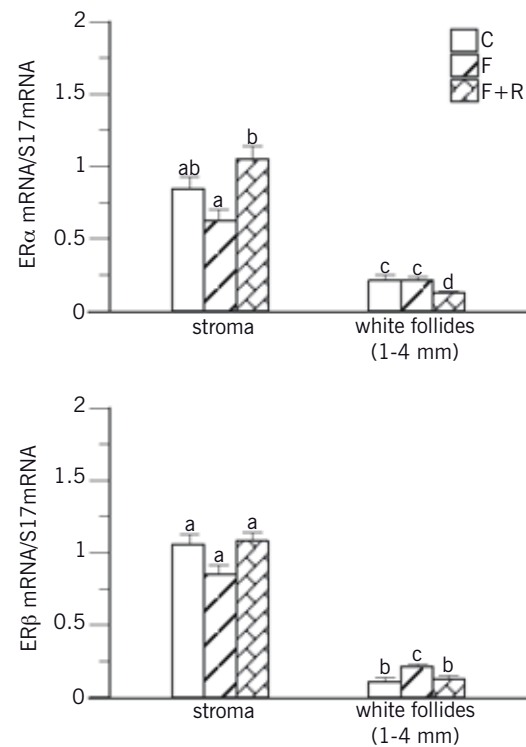 2
C
F
F+R
1.5
b
ab
1
a
0.5
c c d
0
stroma white follides
(1-4 mm)
ERα mRNA/S17mRNA
2
1.5
a a
a
1
0.5
b c b
0
stroma white follides
(1-4 mm)
ERβ mRNA/S17mRNA